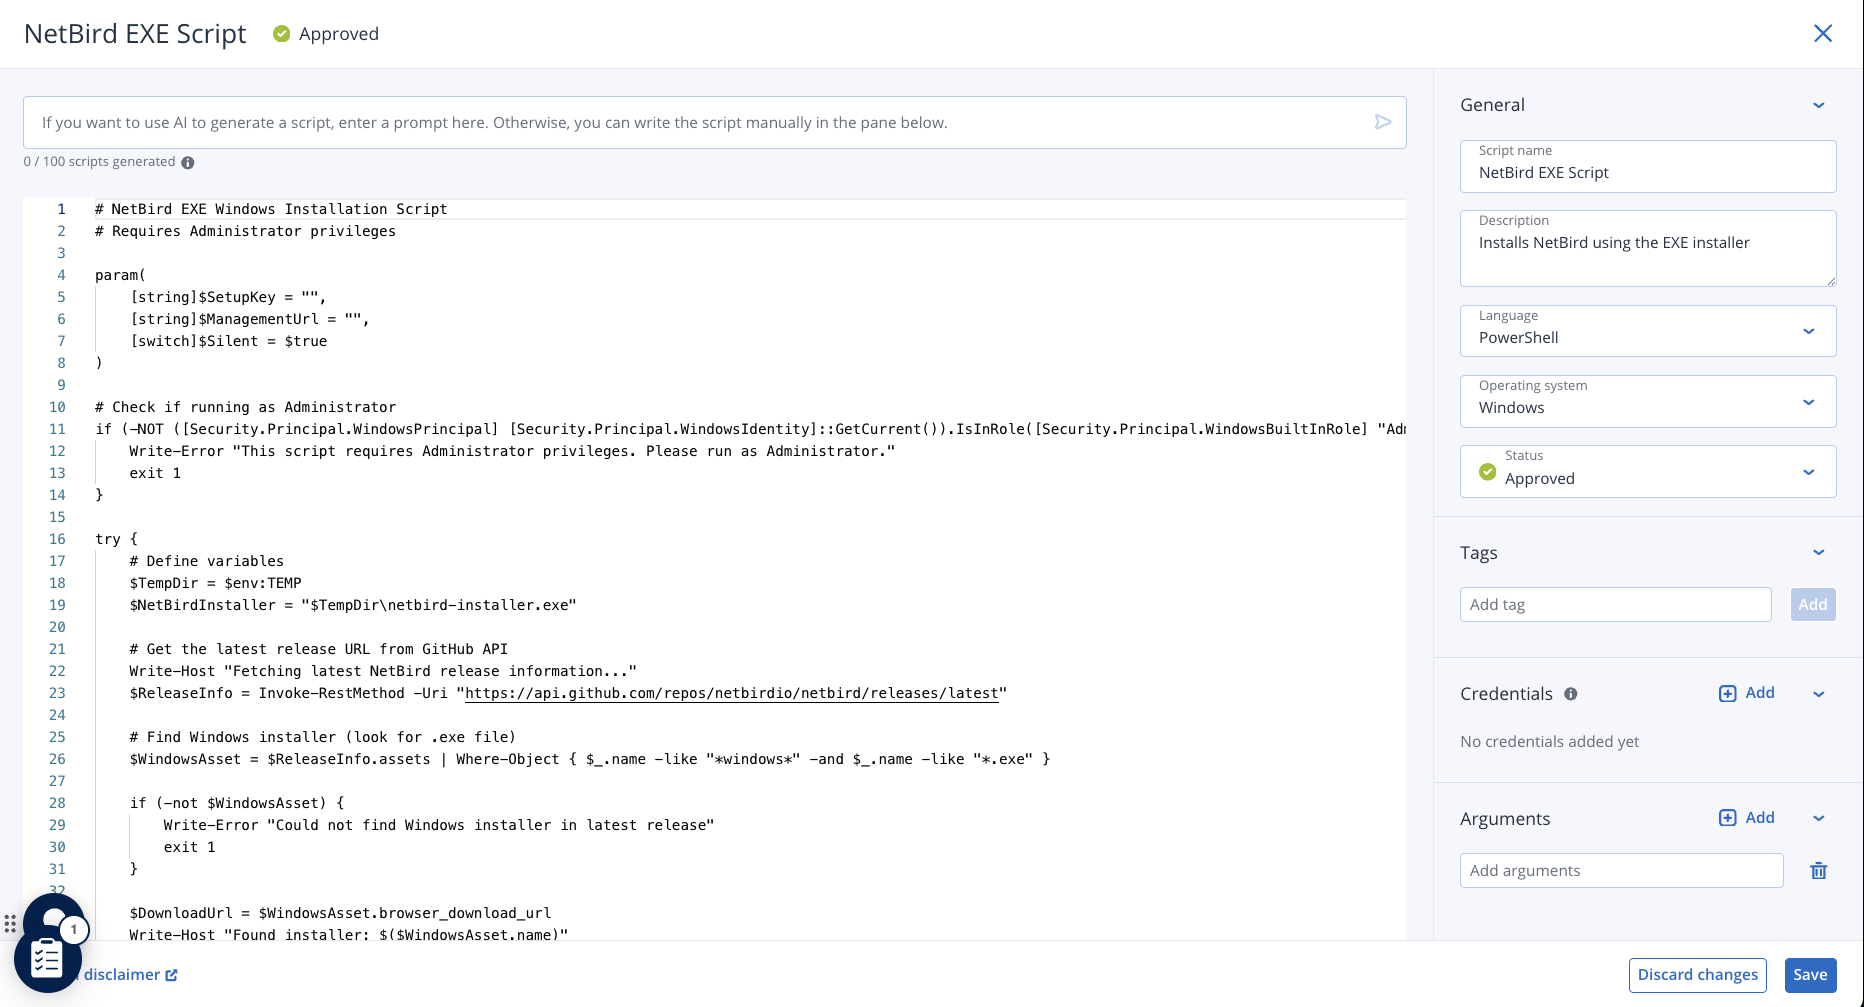 NetBird EXE Script
Approved
If you want to use AI to generate a script, enter a prompt here. Otherwise, you can write the script manually in the pane below.
0 / 100 scripts generated
1 # NetBird EXE Windows Installation Script
2 # Requires Administrator privileges
3
4 param(
5     [string]$SetupKey = "",
6     [string]$ManagementUrl = "",
7     [switch]$Silent = $true
8 )
9
10 # Check if running as Administrator
11 if (-NOT ([Security.Principal.WindowsPrincipal] [Security.Principal.WindowsIdentity]::GetCurrent()).IsInRole([Security.Principal.WindowsBuiltInRole] "Adm
12     Write-Error "This script requires Administrator privileges. Please run as Administrator."
13     exit 1
14 }
15
16 try {
17     # Define variables
18     $TempDir = $env:TEMP
19     $NetBirdInstaller = "$TempDir\netbird-installer.exe"
20
21     # Get the latest release URL from GitHub API
22     Write-Host "Fetching latest NetBird release information..."
23     $ReleaseInfo = Invoke-RestMethod -Uri "https://api.github.com/repos/netbirdio/netbird/releases/latest"
24
25     # Find Windows installer (look for .exe file)
26     $WindowsAsset = $ReleaseInfo.assets | Where-Object { $_.name -like "*windows*" -and $_.name -like "*.exe" }
27
28     if (-not $WindowsAsset) {
29         Write-Error "Could not find Windows installer in latest release"
30         exit 1
31     }
32
    $DownloadUrl = $WindowsAsset.browser_download_url
    Write-Host "Found installer: $($WindowsAsset.name)"
General
Script name
NetBird EXE Script
Description
Installs NetBird using the EXE installer
Language
PowerShell
Operating system
Windows
Status
Approved
Tags
Add tag
Add
Credentials
Add
No credentials added yet
Arguments
Add
Add arguments
1
disclaimer
Discard changes
Save